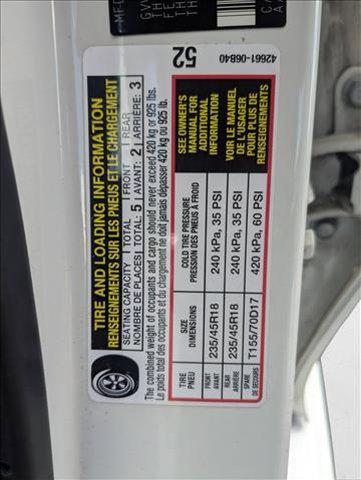 TIRE AND LOADING INFORMATION
RENSEIGNEMENTS SUR LES PNEUS ET LE CHARGEMENT
SEATING CAPACITY | TOTAL | FRONT | REAR
NOMBRE DE PLACES | TOTAL: 5 | AVANT: 2 | ARRIÈRE: 3
The combined weight of occupants and cargo should never exceed 420 kg or 925 lbs.
Le poids total des occupants et du chargement ne doit jamais dépasser 420 kg ou 925 lb.
TIRE PNEU | SIZE DIMENSIONS | COLD TIRE PRESSURE PRESSION DES PNEUS À FROID
FRONT AVANT | 235/45R18 | 240 kPa, 35 PSI
REAR ARRIÈRE | 235/45R18 | 240 kPa, 35 PSI
SPARE DE SECOURS | T155/70D17 | 420 kPa, 60 PSI
SEE OWNER'S
MANUAL FOR
ADDITIONAL
INFORMATION
VOIR LE MANUEL
DE L'USAGER
POUR PLUS DE
RENSEIGNEMENTS
52
42661-06B40
MFD
GV